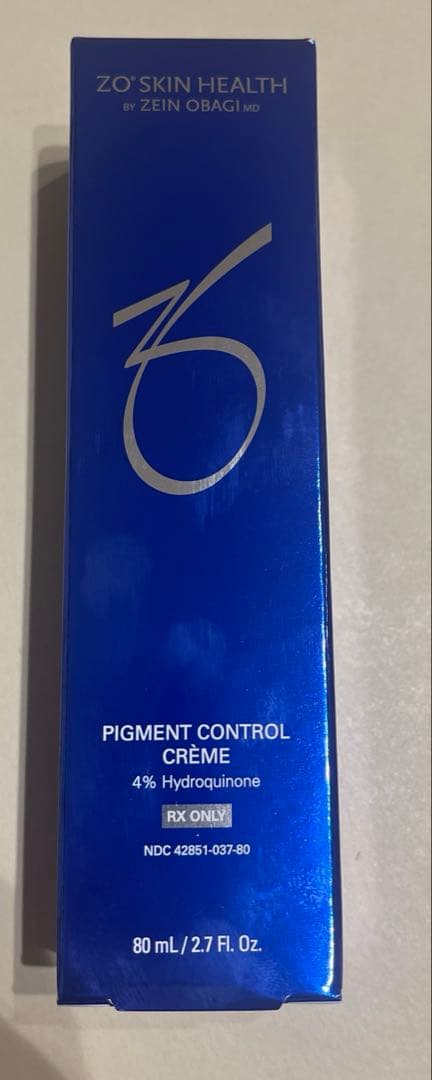 ZO® SKIN HEALTH
BY ZEIN OBAGI MD
PIGMENT CONTROL
CRÈME
4% Hydroquinone
RX ONLY
NDC 42851-037-80
80 mL / 2.7 Fl. Oz.